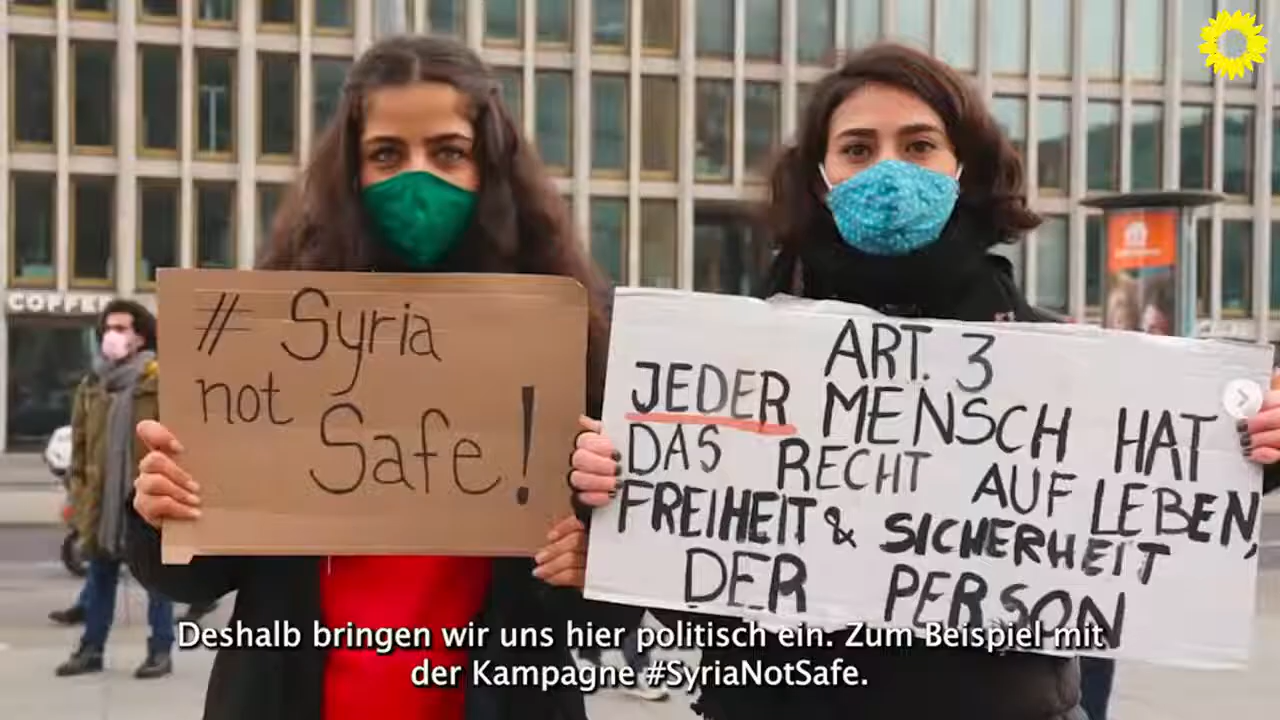 COFFEE
# Syria
not
Safe!
ART. 3
JEDER MENSCH HAT
DAS RECHT AUF LEBEN,
FREIHEIT & SICHERHEIT
DER PERSON
Deshalb bringen wir uns hier politisch ein. Zum Beispiel mit
der Kampagne #SyriaNotSafe.